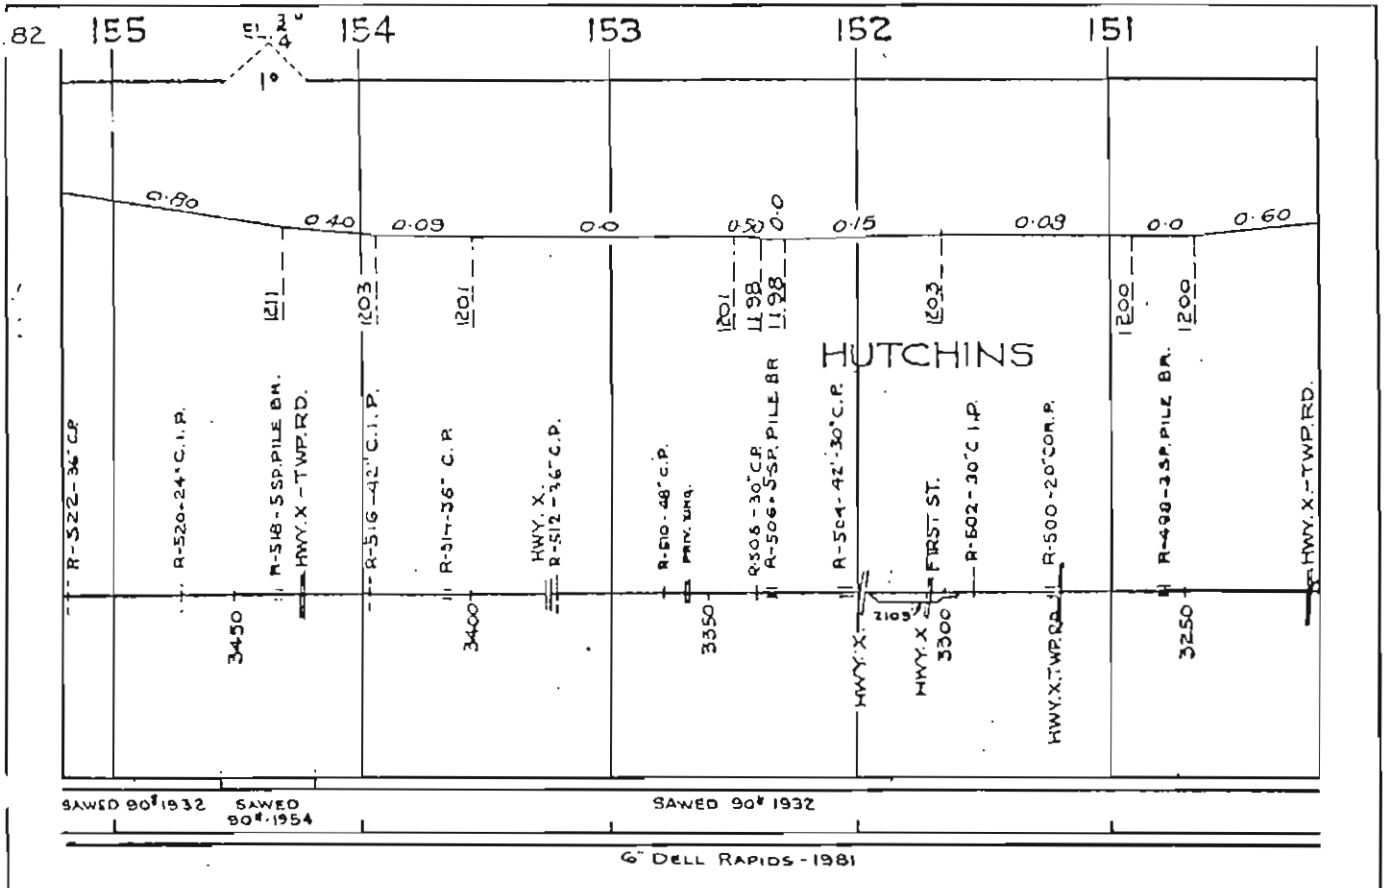 82 155 EL. 3/4" 154 153 152 151
1°
0.80 0.40 0.09 0.0 .50 0.0 0.15 0.03 0.0 0.60
1211 1203 1201 1201 1198 1198 1203 1200 1200
HUTCHINS
R-522-36" C.P.
R-520-24" C.I.P.
R-518-5 SP. PILE BR.
HWY. X.-TWP. RD.
R-516-42" C.I.P.
R-514-36" C.P.
HWY. X.
R-512-36" C.P.
R-510-48" C.P.
PRIV. XING.
R-508-30" C.P.
R-506-5-SP. PILE BR
R-504-42"-30" C.P.
FIRST ST.
R-502-30" C.I.P.
R-500-20" COR. P.
R-498-3 SP. PILE BR.
HWY. X.-TWP. RD.
3450 3400 3350 2103' 3300 3250
HWY. X.
HWY. X
HWY. X. TWP. RD.
SAWED 90# 1932
SAWED
90#-1954
SAWED 90# 1932
6" DELL RAPIDS-1981